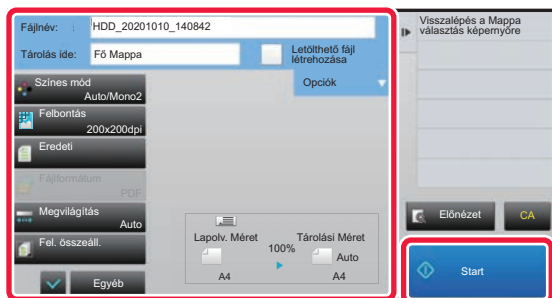 Fájlnév: : HDD_20201010_140842
Tárolás ide: Fő Mappa
Letölthető fájl
létrehozása
Opciók
Színes mód
Auto/Mono2
Felbontás
200x200dpi
Eredeti
Fájlformátum
PDF
Megvilágítás
Auto
Fel. összeáll.
Egyéb
Lapolv. Méret
A4
100%
Tárolási Méret
Auto
A4
Visszalépés a Mappa
választás képernyőre
Előnézet
CA
Start